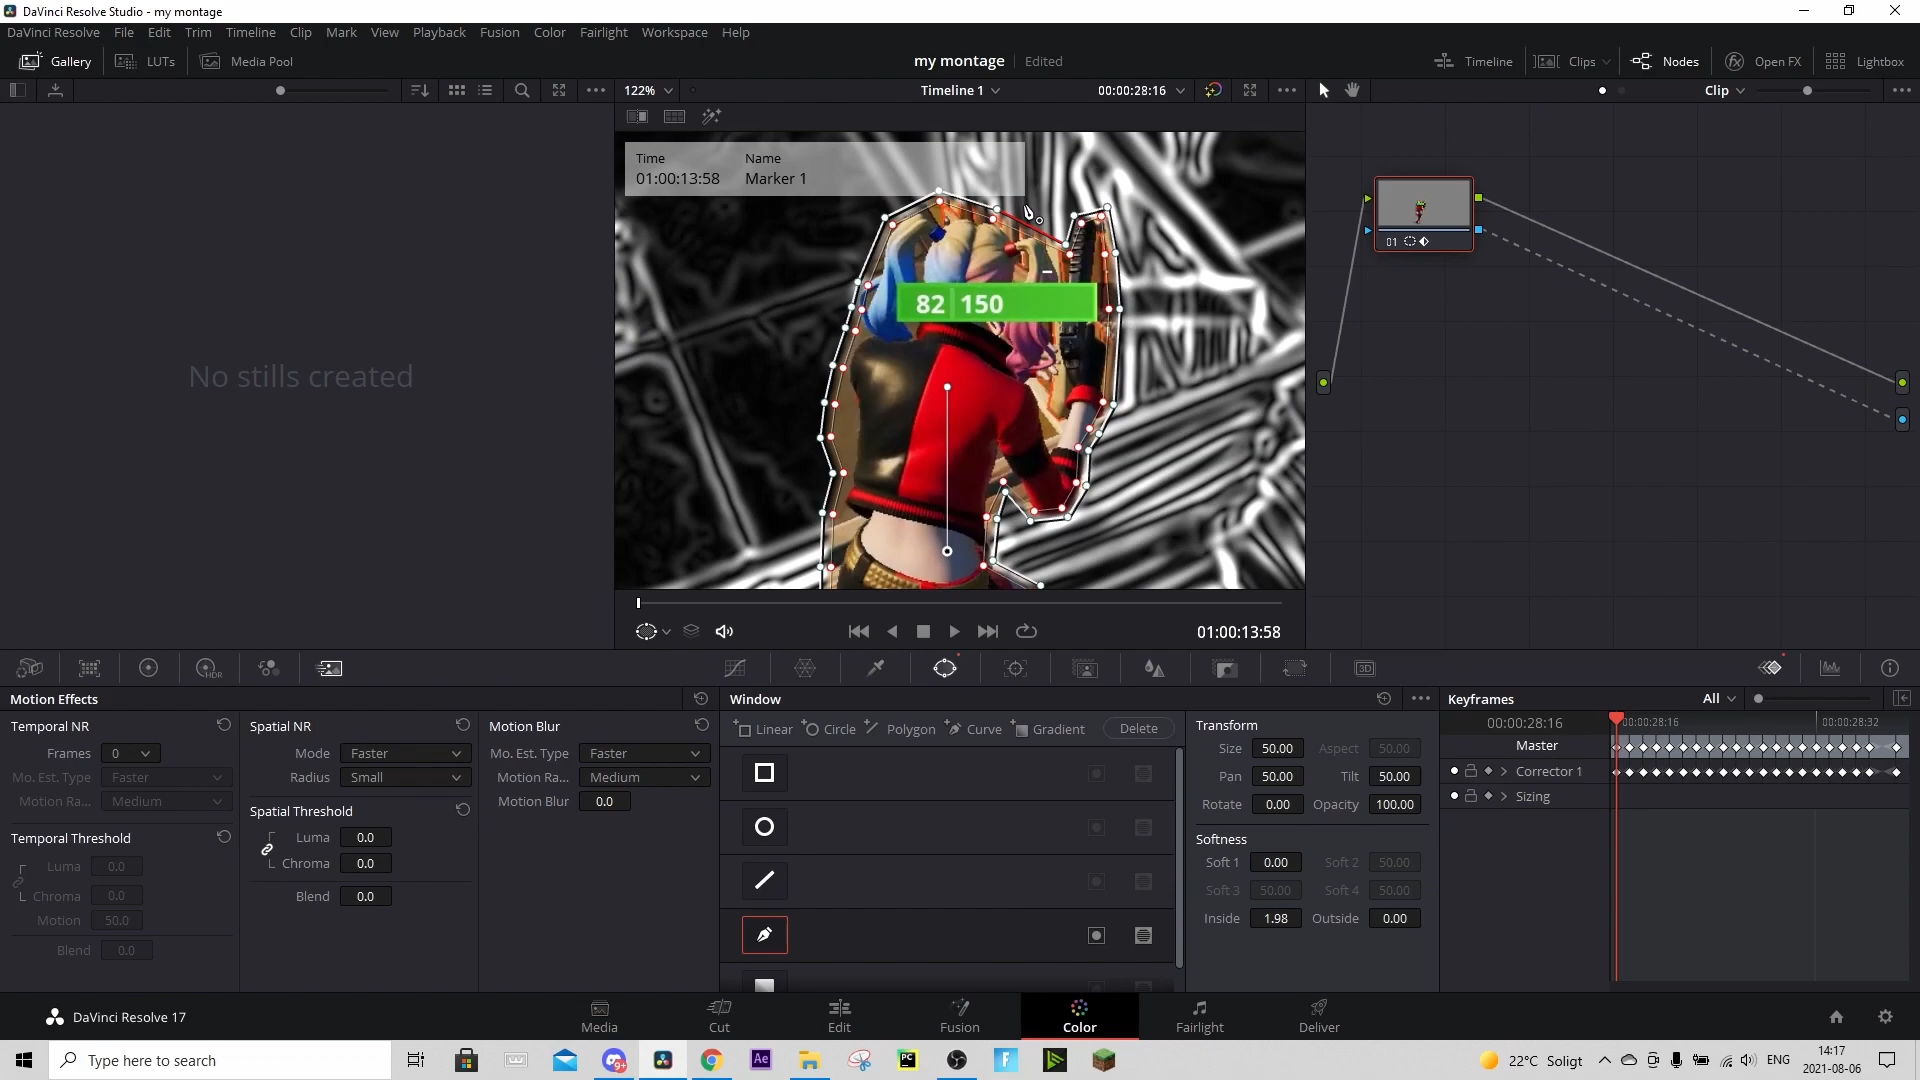 DaVinci Resolve Studio - my montage
DaVinci Resolve File Edit Trim Timeline Clip Mark View Playback Fusion Color Fairlight Workspace Help
Gallery LUTs Media Pool my montage Edited Timeline Clips Nodes Open FX Lightbox
122% Timeline 1 00:00:28:16 Clip
Time Name
01:00:13:58 Marker 1
No stills created
82 150
01
01:00:13:58
HDR
3D
Motion Effects
Temporal NR
Frames 0
Mo. Est. Type Faster
Motion Ra... Medium
Temporal Threshold
Luma 0.0
Chroma 0.0
Motion 50.0
Blend 0.0
Spatial NR
Mode Faster
Radius Small
Spatial Threshold
Luma 0.0
Chroma 0.0
Blend 0.0
Motion Blur
Mo. Est. Type Faster
Motion Ra... Medium
Motion Blur 0.0
Window
Linear Circle Polygon Curve Gradient Delete
Transform
Size 50.00 Aspect 50.00
Pan 50.00 Tilt 50.00
Rotate 0.00 Opacity 100.00
Softness
Soft 1 0.00 Soft 2 50.00
Soft 3 50.00 Soft 4 50.00
Inside 1.98 Outside 0.00
Keyframes All
00:00:28:16 00:00:28:16 00:00:28:32
Master
Corrector 1
Sizing
DaVinci Resolve 17
Media Cut Edit Fusion Color Fairlight Deliver
Type here to search
9+
Ae
PC
22°C Soligt ENG
14:17
2021-08-06